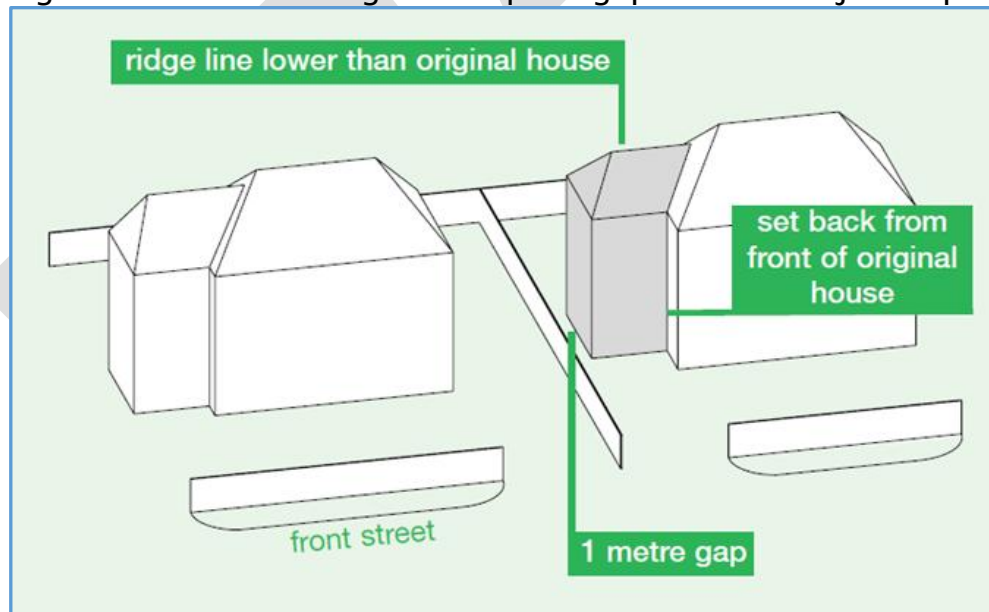 ridge line lower than original house
set back from
front of original
house
front street
1 metre gap